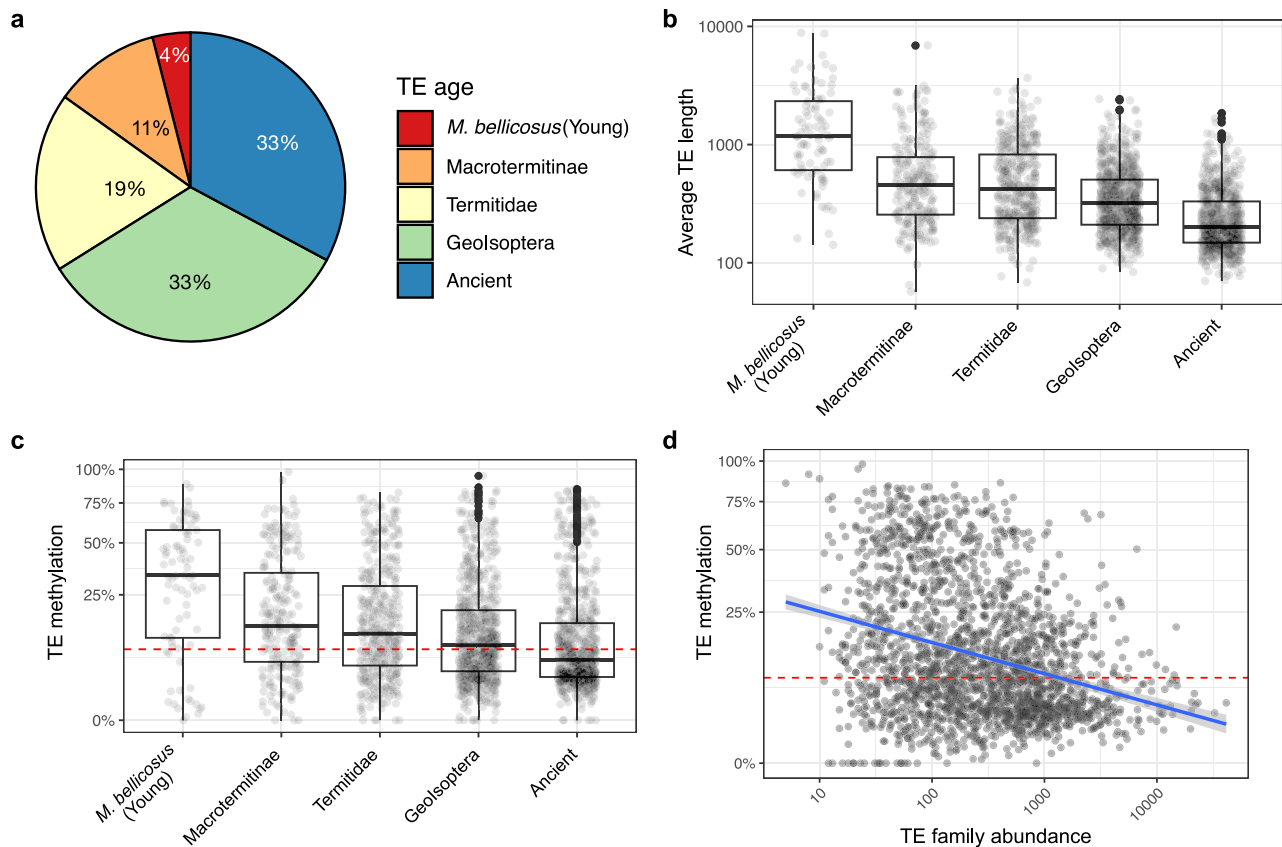 a
4%
33%
11%
19%
33%
TE age
M. bellicosus(Young)
Macrotermitinae
Termitidae
GeoIsoptera
Ancient
b
10000
1000
100
Average TE length
M. bellicosus
(Young)
Macrotermitinae
Termitidae
GeoIsoptera
Ancient
c
100%
75%
50%
25%
0%
TE methylation
M. bellicosus
(Young)
Macrotermitinae
Termitidae
GeoIsoptera
Ancient
d
100%
75%
50%
25%
0%
TE methylation
10
100
1000
10000
TE family abundance